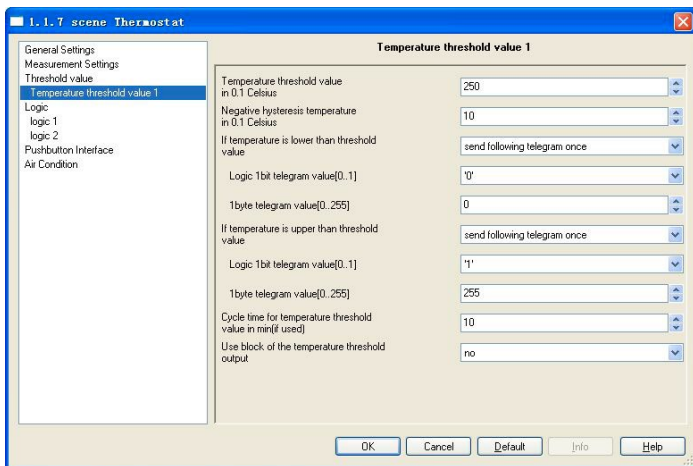 1.1.7 scene Thermostat
General Settings
Measurement Settings
Threshold value
Temperature threshold value 1
Logic
logic 1
logic 2
Pushbutton Interface
Air Condition
Temperature threshold value 1
Temperature threshold value
in 0.1 Celsius
250
Negative hysteresis temperature
in 0.1 Celsius
10
If temperature is lower than threshold
value
send following telegram once
Logic 1bit telegram value[0..1]
'0'
1byte telegram value[0..255]
0
If temperature is upper than threshold
value
send following telegram once
Logic 1bit telegram value[0..1]
'1'
1byte telegram value[0..255]
255
Cycle time for temperature threshold
value in min(if used)
10
Use block of the temperature threshold
output
no
OK
Cancel
Default
Info
Help